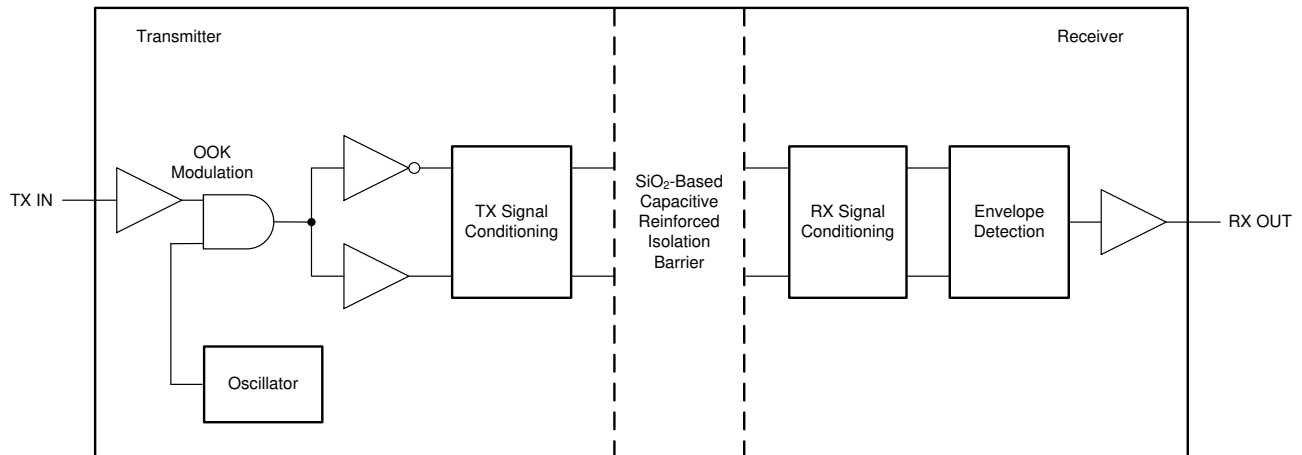 Transmitter
Receiver
OOK
Modulation
TX IN
TX Signal
Conditioning
SiO₂-Based
Capacitive
Reinforced
Isolation
Barrier
RX Signal
Conditioning
Envelope
Detection
RX OUT
Oscillator